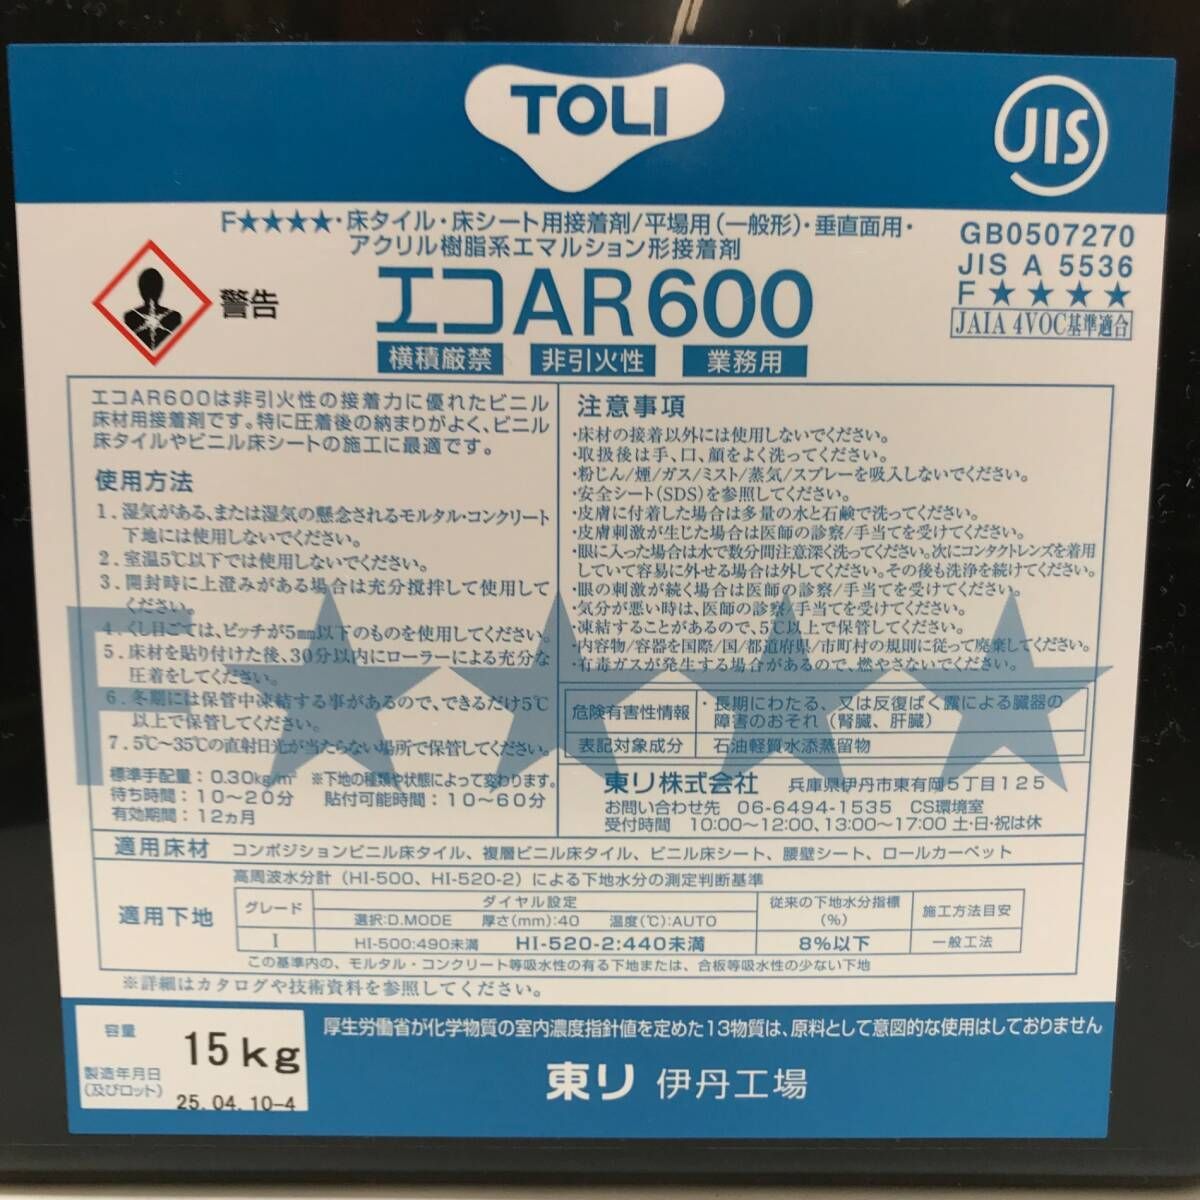 TOLI
JIS
F★★★★・床タイル・床シート用接着剤/平場用(一般形)・垂直面用・
アクリル樹脂系エマルション形接着剤
GB0507270
JIS A 5536
F★★★★
JAIA 4VOC基準適合
警告
エコAR600
横積厳禁 非引火性 業務用
エコAR600は非引火性の接着力に優れたビニル
床材用接着剤です。特に圧着後の納まりがよく、ビニル
床タイルやビニル床シートの施工に最適です。
使用方法
1. 湿気がある、または湿気の懸念されるモルタル・コンクリート
下地には使用しないでください。
2. 室温5℃以下では使用しないでください。
3. 開封時に上澄みがある場合は充分撹拌して使用して
ください。
4. くし目ごては、ピッチが5mm以下のものを使用してください。
5. 床材を貼り付けた後、30分以内にローラーによる充分な
圧着をしてください。
6. 冬期には保管中凍結する事があるので、できるだけ5℃
以上で保管してください。
7. 5℃〜35℃の直射日光が当たらない場所で保管してください。
標準手配量:0.30kg/m² ※下地の種類や状態によって変わります。
待ち時間:10〜20分 貼付可能時間:10〜60分
有効期間:12ヵ月
注意事項
・床材の接着以外には使用しないでください。
・取扱後は手、口、顔をよく洗ってください。
・粉じん/煙/ガス/ミスト/蒸気/スプレーを吸入しないでください。
・安全シート(SDS)を参照してください。
・皮膚に付着した場合は多量の水と石鹸で洗ってください。
・皮膚刺激が生じた場合は医師の診察/手当てを受けてください。
・眼に入った場合は水で数分間注意深く洗ってください。次にコンタクトレンズを着用
していて容易に外せる場合は外してください。その後も洗浄を続けてください。
・眼の刺激が続く場合は医師の診察/手当てを受けてください。
・気分が悪い時は、医師の診察/手当てを受けてください。
・凍結することがあるので、5℃以上で保管してください。
・内容物/容器を国際/国/都道府県/市町村の規則に従って廃棄してください。
・有毒ガスが発生する場合があるので、燃やさないでください。
危険有害性情報 ・長期にわたる、又は反復ばく露による臓器の
障害のおそれ(腎臓、肝臓)
表記対象成分 石油軽質水添蒸留物
東リ株式会社 兵庫県伊丹市東有岡5丁目125
お問い合わせ先 06-6494-1535 CS環境室
受付時間 10:00〜12:00、13:00〜17:00 土・日・祝は休
F★★★★
適用床材 コンポジションビニル床タイル、複層ビニル床タイル、ビニル床シート、腰壁シート、ロールカーペット
適用下地 高周波水分計(HI-500、HI-520-2)による下地水分の測定判断基準
グレード ダイヤル設定 従来の下地水分指標(%) 施工方法目安
選択:D.MODE 厚さ(mm):40 温度(℃):AUTO
I HI-500:490未満 HI-520-2:440未満 8%以下 一般工法
この基準内の、モルタル・コンクリート等吸水性の有る下地または、合板等吸水性の少ない下地
※詳細はカタログや技術資料を参照してください。
容量 15kg
製造年月日
(及びロット) 25.04.10-4
厚生労働省が化学物質の室内濃度指針値を定めた13物質は、原料として意図的な使用はしておりません
東リ 伊丹工場